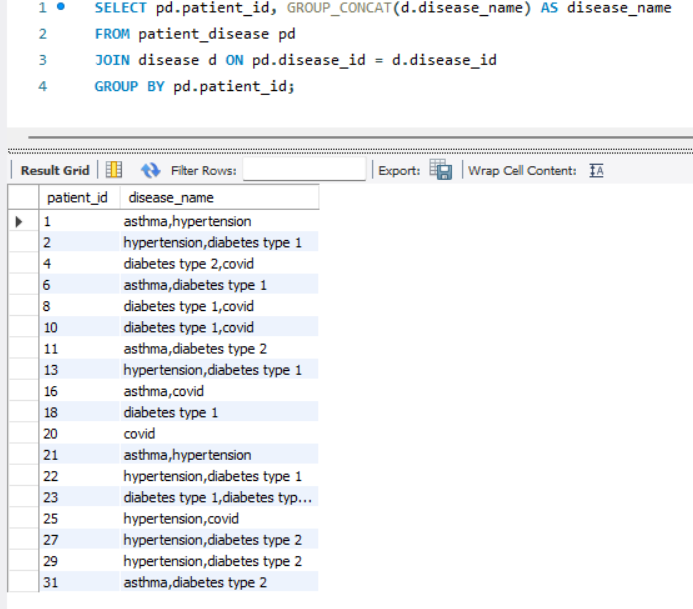 1 SELECT pd.patient_id, GROUP_CONCAT(d.disease_name) AS disease_name
2 FROM patient_disease pd
3 JOIN disease d ON pd.disease_id = d.disease_id
4 GROUP BY pd.patient_id;
Result Grid Filter Rows: Export: Wrap Cell Content: IA
patient_id disease_name
1 asthma,hypertension
2 hypertension,diabetes type 1
4 diabetes type 2,covid
6 asthma,diabetes type 1
8 diabetes type 1,covid
10 diabetes type 1,covid
11 asthma,diabetes type 2
13 hypertension,diabetes type 1
16 asthma,covid
18 diabetes type 1
20 covid
21 asthma,hypertension
22 hypertension,diabetes type 1
23 diabetes type 1,diabetes typ...
25 hypertension,covid
27 hypertension,diabetes type 2
29 hypertension,diabetes type 2
31 asthma,diabetes type 2